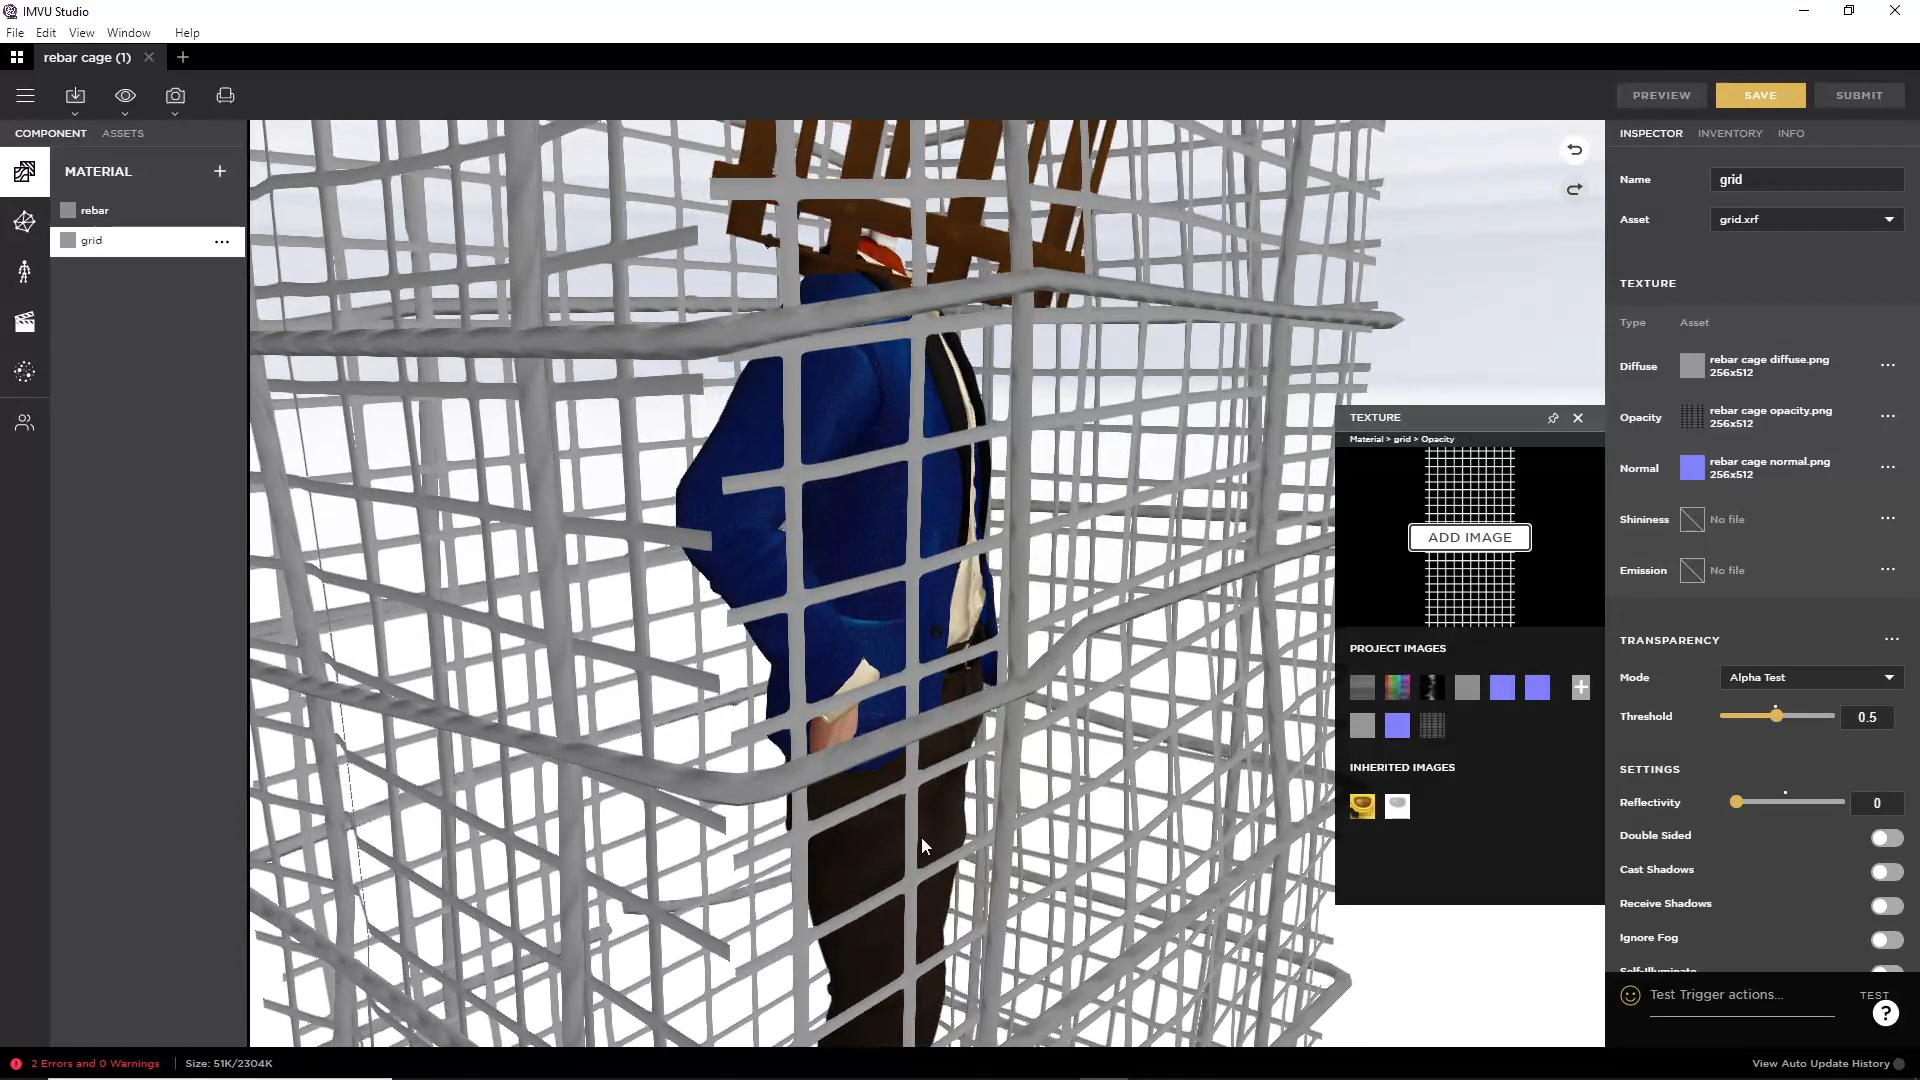 IMVU Studio
File Edit View Window Help
rebar cage (1)
PREVIEW SAVE SUBMIT
COMPONENT ASSETS
MATERIAL
rebar
grid
INSPECTOR INVENTORY INFO
Name grid
Asset grid.xrf
TEXTURE
Type Asset
Diffuse rebar cage diffuse.png
256x512
Opacity rebar cage opacity.png
256x512
Normal rebar cage normal.png
256x512
Shininess No file
Emission No file
TRANSPARENCY
Mode Alpha Test
Threshold 0.5
SETTINGS
Reflectivity 0
Double Sided
Cast Shadows
Receive Shadows
Ignore Fog
Self-Illuminate
Test Trigger actions... TEST
?
TEXTURE
Material > grid > Opacity
ADD IMAGE
PROJECT IMAGES
INHERITED IMAGES
2 Errors and 0 Warnings Size: 51K/2304K
View Auto Update History